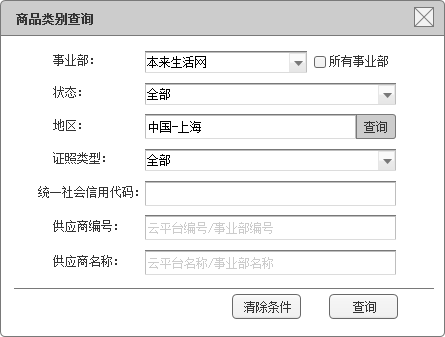 商品类别查询
事业部： 本来生活网 所有事业部
状态： 全部
地区： 中国-上海 查询
证照类型： 全部
统一社会信用代码：
供应商编号： 云平台编号/事业部编号
供应商名称： 云平台名称/事业部名称
清除条件 查询